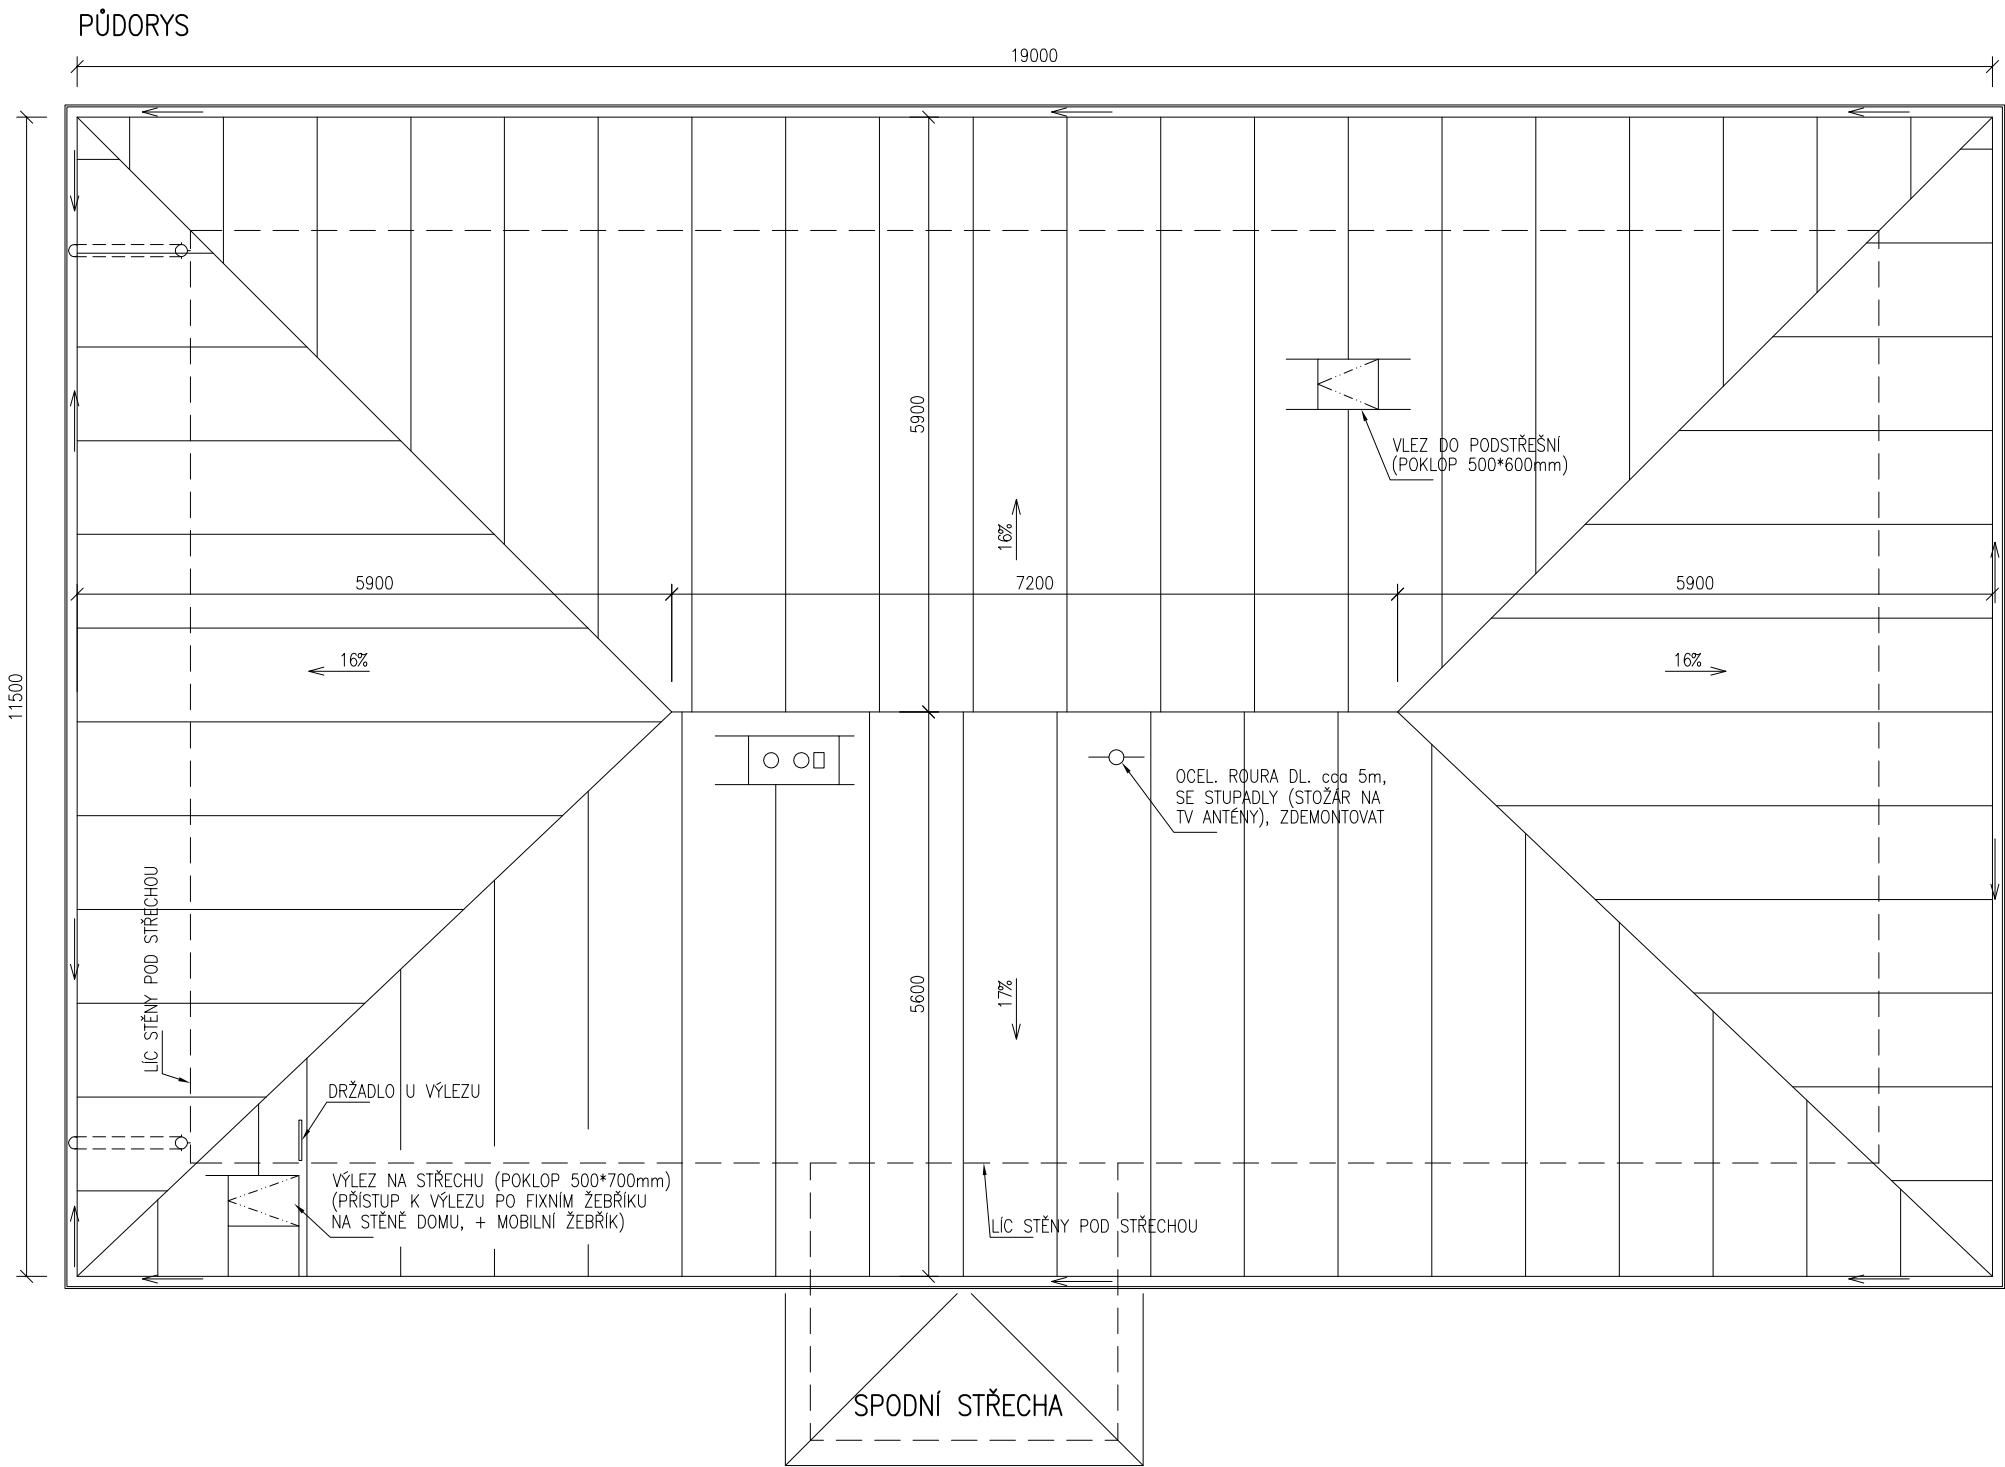 PŮDORYS
19000
5900
VLEZ DO PODSTŘEŠNÍ
(POKLOP 500*600mm)
16%
5900
7200
5900
16%
16%
11500
OCEL. ROURA DL. cca 5m,
SE STUPADLY (STOŽÁR NA
TV ANTÉNY), ZDEMONTOVAT
LÍC STĚNY POD STŘECHOU
5600
17%
DRŽADLO U VÝLEZU
VÝLEZ NA STŘECHU (POKLOP 500*700mm)
(PŘÍSTUP K VÝLEZU PO FIXNÍM ŽEBŘÍKU
NA STĚNĚ DOMU, + MOBILNÍ ŽEBŘÍK)
LÍC STĚNY POD STŘECHOU
SPODNÍ STŘECHA